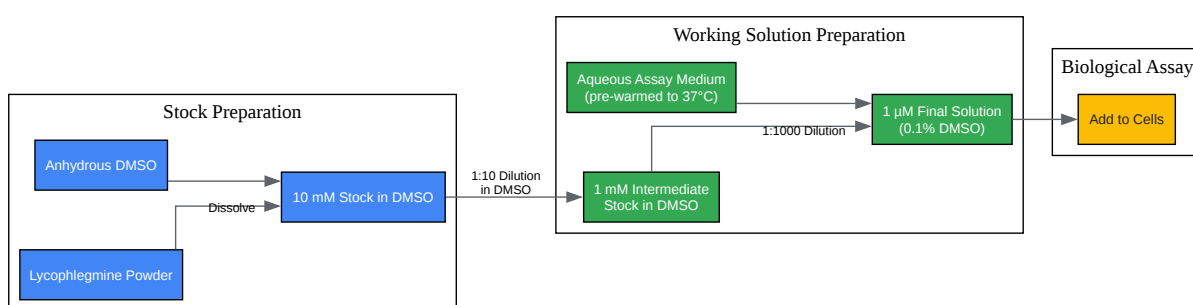 Stock Preparation
Anhydrous DMSO
Lycophlegmine Powder
Dissolve
10 mM Stock in DMSO
1:10 Dilution
in DMSO
Working Solution Preparation
Aqueous Assay Medium
(pre-warmed to 37°C)
1 mM Intermediate
Stock in DMSO
1:1000 Dilution
1 µM Final Solution
(0.1% DMSO)
Biological Assay
Add to Cells